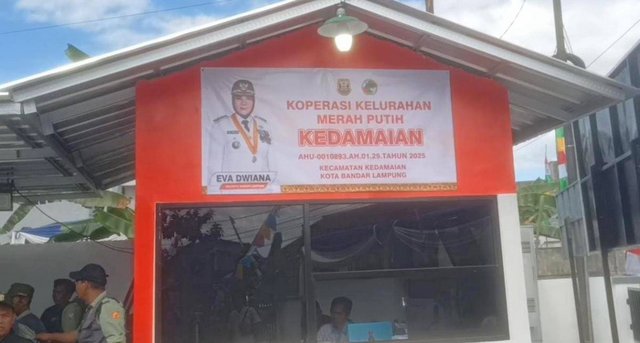 KOPERASI KELURAHAN
MERAH PUTIH
KEDAMAIAN
AHU-0010893.AH.01.29.TAHUN 2025
KECAMATAN KEDAMAIAN
KOTA BANDAR LAMPUNG
EVA DWIANA